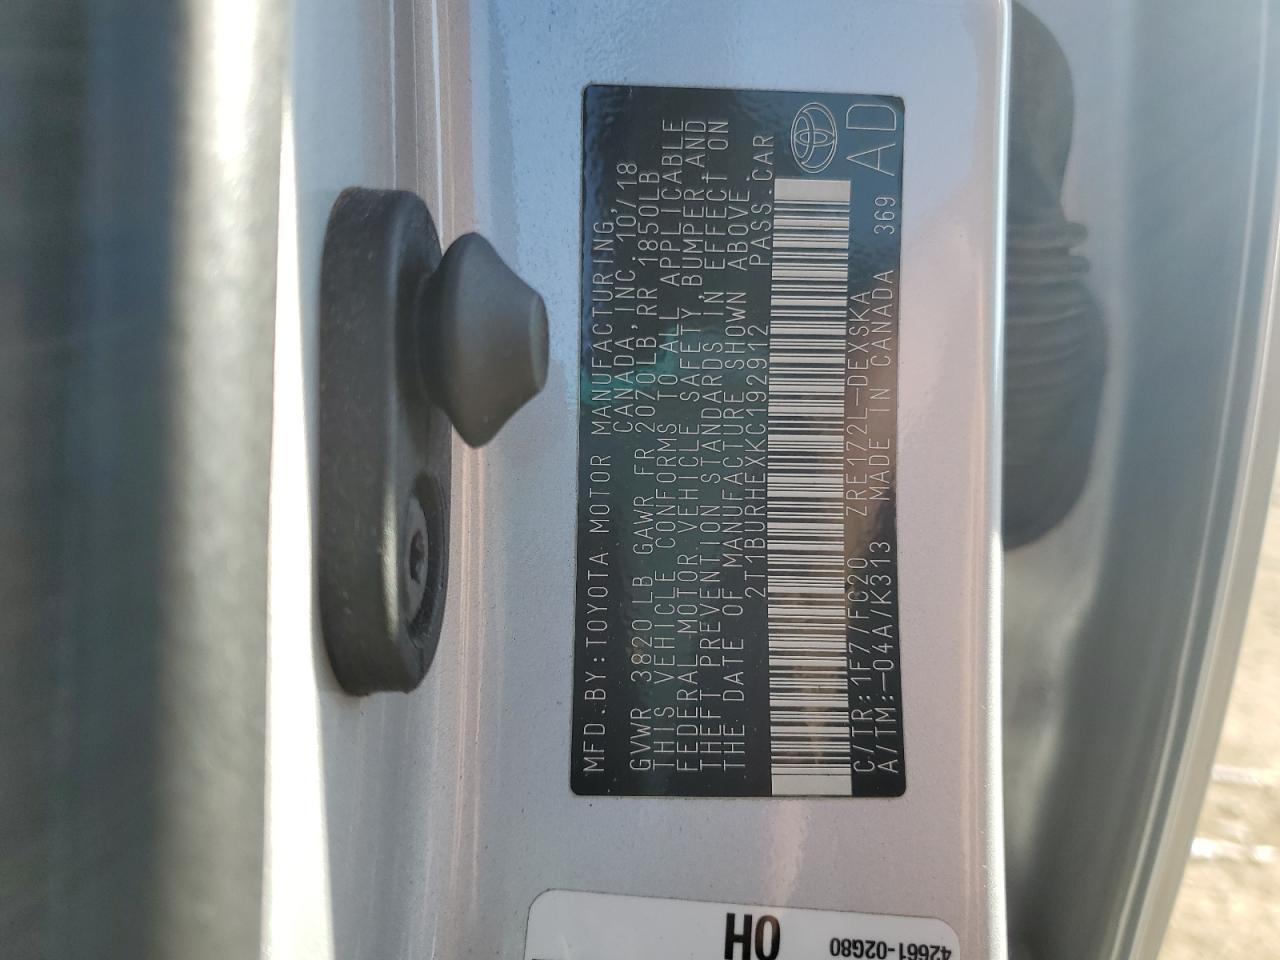 MFD.BY:TOYOTA MOTOR MANUFACTURING,
CANADA,INC. 10/18
GVWR 3820LB GAWR FR 2070LB RR 1850LB
THIS VEHICLE CONFORMS TO ALL APPLICABLE
FEDERAL MOTOR VEHICLE SAFETY,BUMPER,AND
THEFT PREVENTION STANDARDS IN EFFECT ON
THE DATE OF MANUFACTURE SHOWN ABOVE.
2T1BURHEXKC192912 PASS.CAR
C/TR:1F7/FC20 ZRE172L-DEXSKA AD
A/TM:-04A/K313 MADE IN CANADA 369
42661-02G80
HO